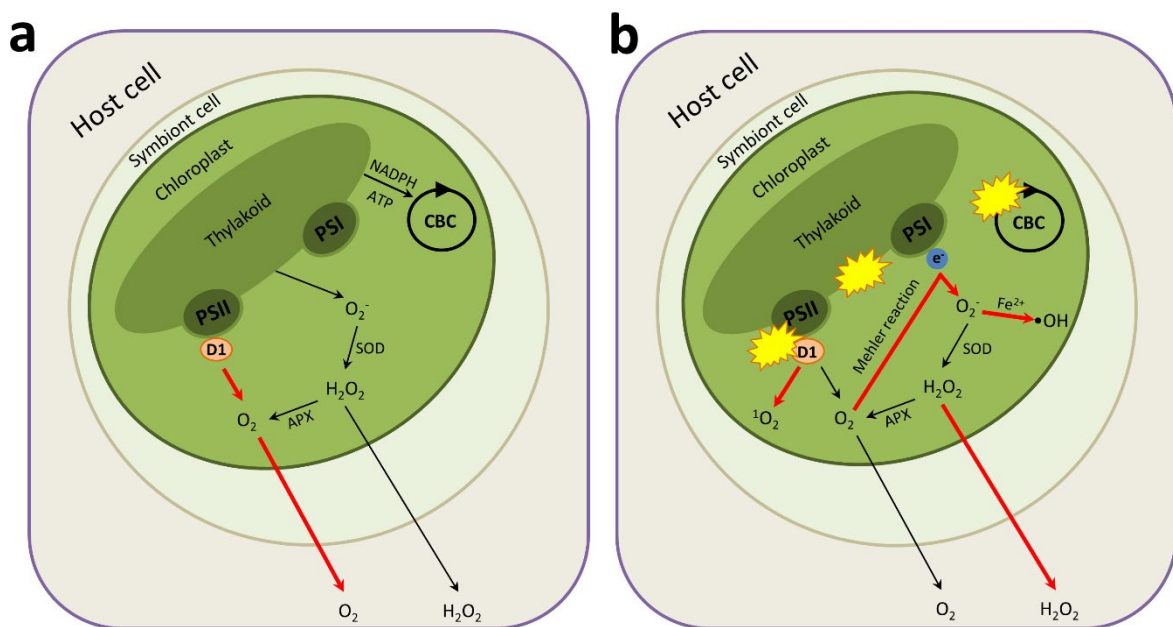 a
Host cell
Symbiont cell
Chloroplast
Thylakoid
NADPH
ATP
CBC
PSI
PSII
D1
O₂⁻
SOD
H₂O₂
APX
O₂
O₂
H₂O₂
b
Host cell
Symbiont cell
Chloroplast
Thylakoid
CBC
PSI
e⁻
PSII
D1
Mehler reaction
O₂⁻
Fe²⁺
•OH
SOD
H₂O₂
APX
O₂
¹O₂
O₂
H₂O₂